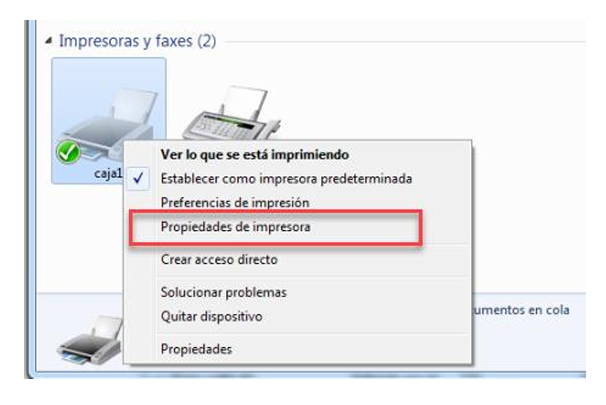 Impresoras y faxes (2)
caja1
Ver lo que se está imprimiendo
Establecer como impresora predeterminada
Preferencias de impresión
Propiedades de impresora
Crear acceso directo
Solucionar problemas
Quitar dispositivo
Propiedades
en cola